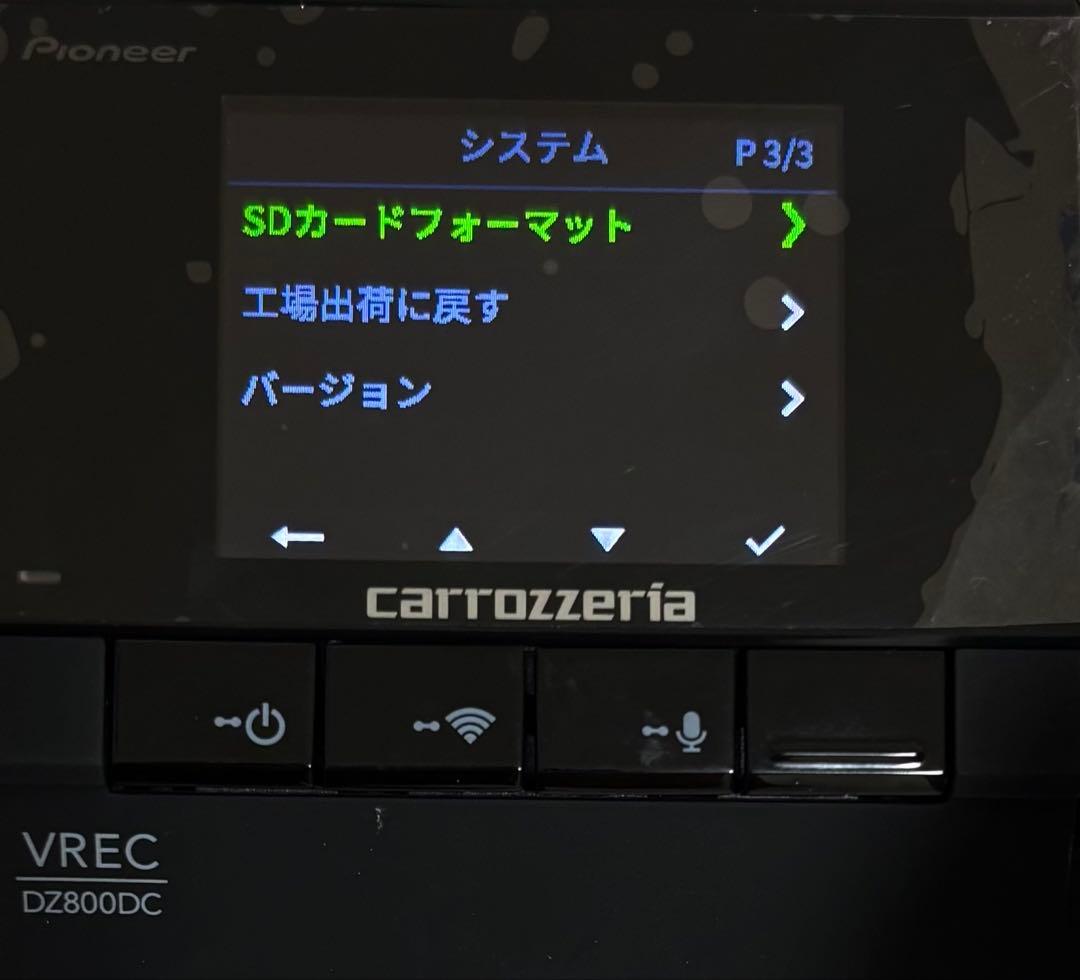 Pioneer
システム P3/3
SDカードフォーマット
工場出荷に戻す
バージョン
carrozzeria
VREC
DZ800DC